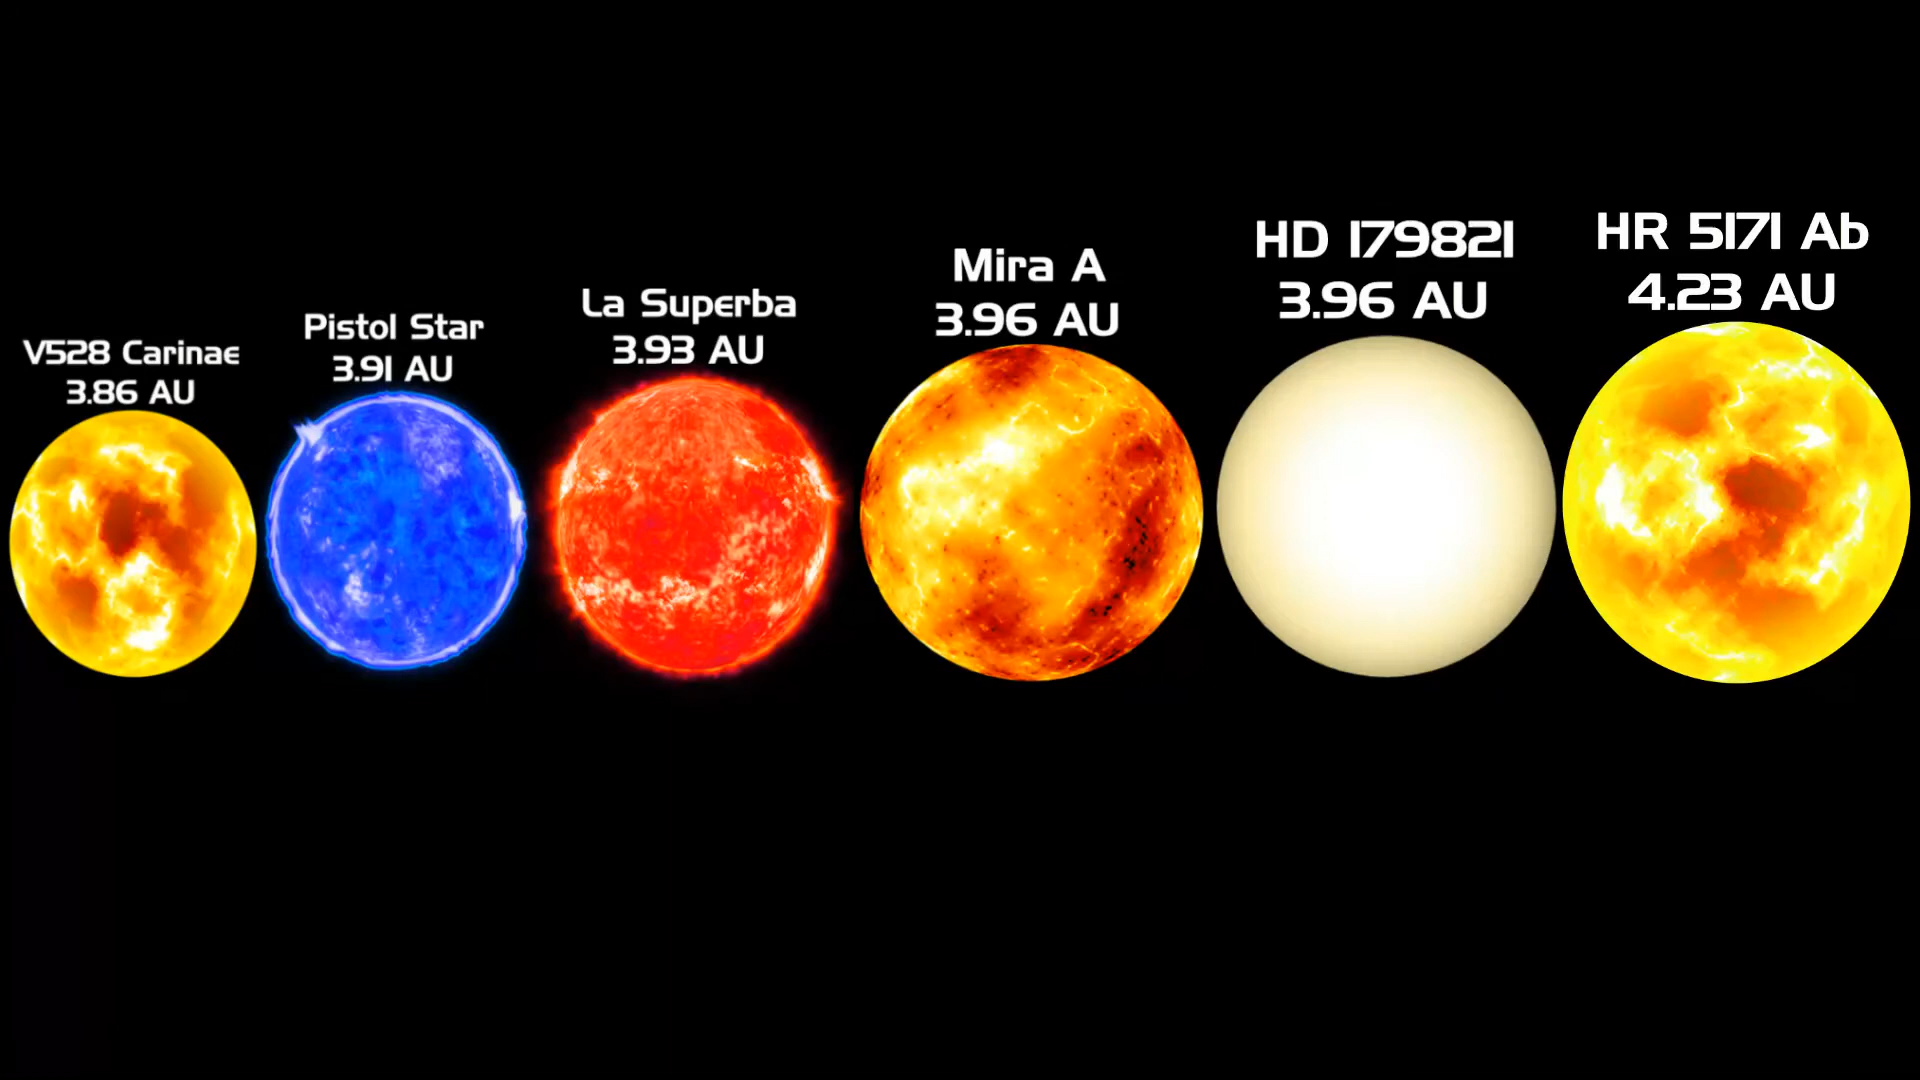 V528 Carinae
3.86 AU
Pistol Star
3.91 AU
La Superba
3.93 AU
Mira A
3.96 AU
HD 179821
3.96 AU
HR 5171 Ab
4.23 AU